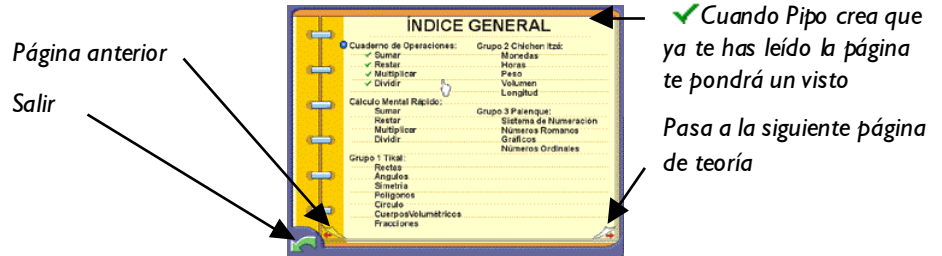 Página anterior
Salir
ÍNDICE GENERAL
Cuaderno de Operaciones:
Sumar
Restar
Multiplicar
Dividir
Cálculo Mental Rápido:
Sumar
Restar
Multiplicar
Dividir
Grupo 1 Tikal:
Rectas
Angulos
Simetría
Polígonos
Círculo
CuerposVolumétricos
Fracciones
Grupo 2 Chichen Itzá:
Monedas
Horas
Peso
Volumen
Longitud
Grupo 3 Palenque:
Sistema de Numeración
Números Romanos
Gráficos
Números Ordinales
Cuando Pipo crea que
ya te has leído la página
te pondrá un visto
Pasa a la siguiente página
de teoría